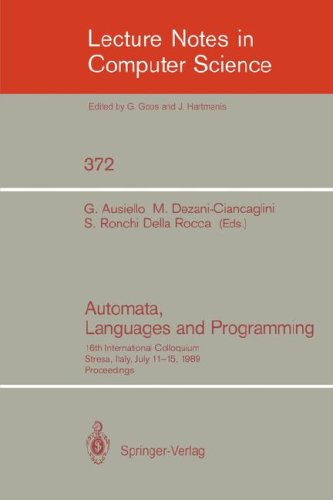 Lecture Notes in
Computer Science
Edited by G. Goos and J. Hartmanis
372
G. Ausiello M. Dezani-Ciancaglini
S. Ronchi Della Rocca (Eds.)
Automata,
Languages and Programming
16th International Colloquium
Stresa, Italy, July 11–15, 1989
Proceedings
Springer-Verlag